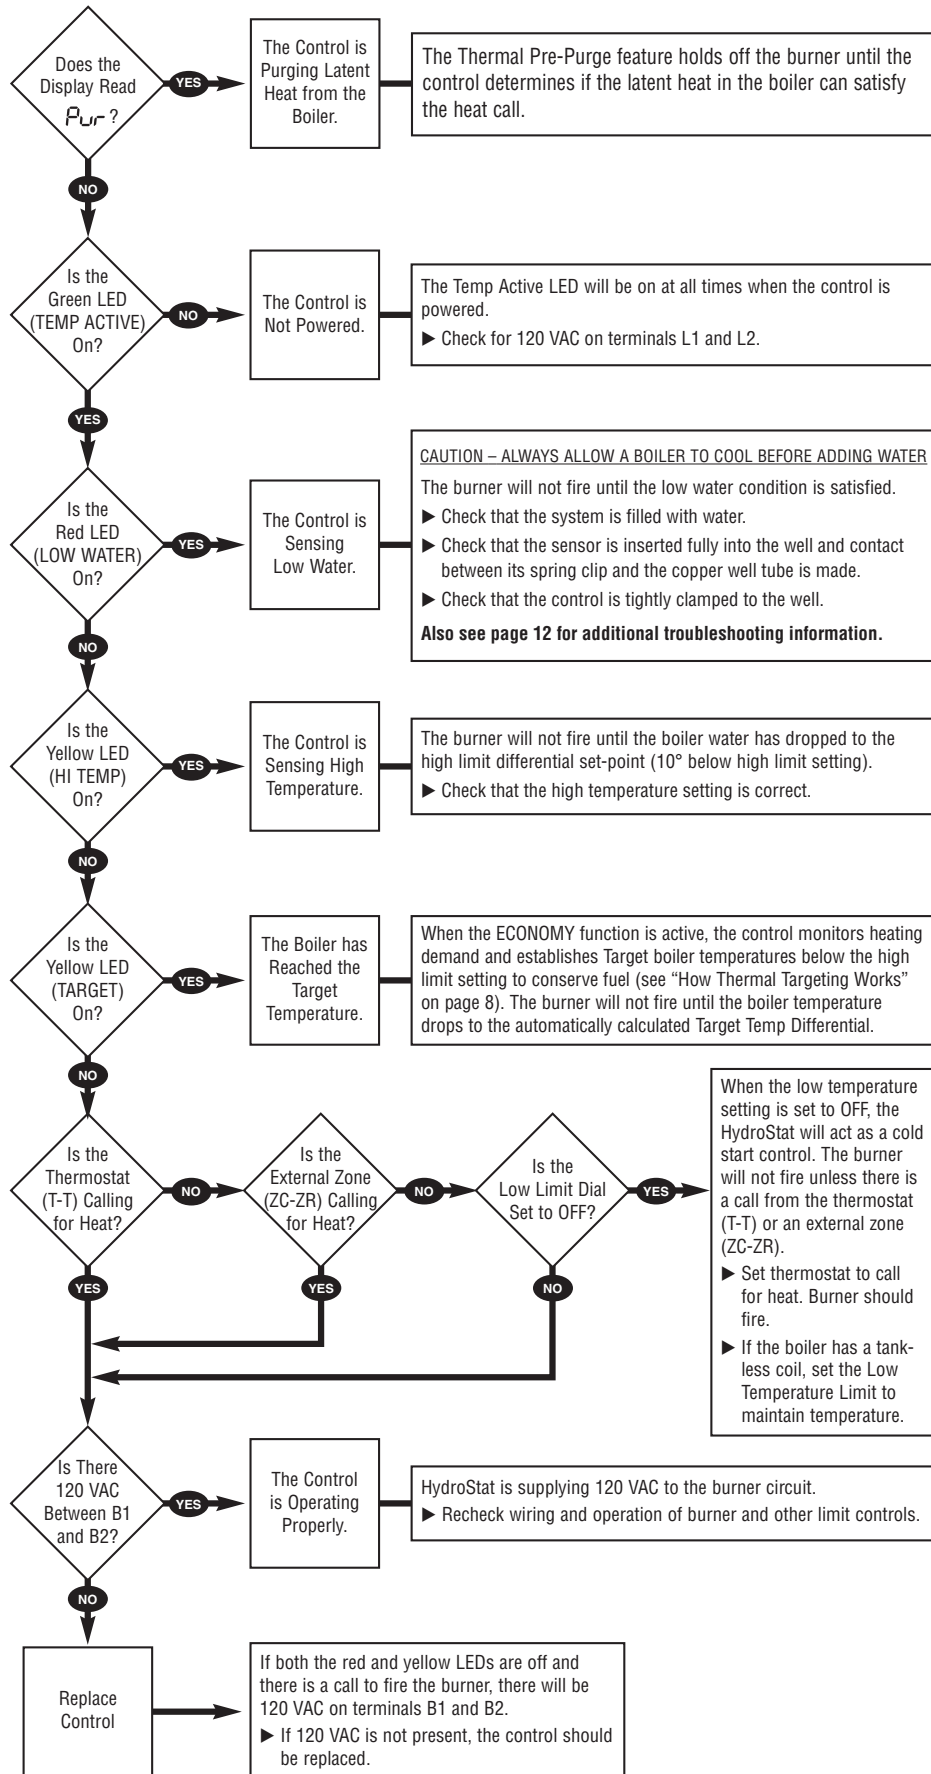 Does the
Display Read
Pur ?
YES
The Control is
Purging Latent
Heat from the
Boiler.
The Thermal Pre-Purge feature holds off the burner until the
control determines if the latent heat in the boiler can satisfy
the heat call.
NO
Is the
Green LED
(TEMP ACTIVE)
On?
NO
The Control is
Not Powered.
The Temp Active LED will be on at all times when the control is
powered.
▶ Check for 120 VAC on terminals L1 and L2.
YES
Is the
Red LED
(LOW WATER)
On?
YES
The Control is
Sensing
Low Water.
CAUTION – ALWAYS ALLOW A BOILER TO COOL BEFORE ADDING WATER
The burner will not fire until the low water condition is satisfied.
▶ Check that the system is filled with water.
▶ Check that the sensor is inserted fully into the well and contact
between its spring clip and the copper well tube is made.
▶ Check that the control is tightly clamped to the well.
Also see page 12 for additional troubleshooting information.
NO
Is the
Yellow LED
(HI TEMP)
On?
YES
The Control is
Sensing High
Temperature.
The burner will not fire until the boiler water has dropped to the
high limit differential set-point (10° below high limit setting).
▶ Check that the high temperature setting is correct.
NO
Is the
Yellow LED
(TARGET)
On?
The Boiler has
Reached the
Target
Temperature.
When the ECONOMY function is active, the control monitors heating
demand and establishes Target boiler temperatures below the high
limit setting to conserve fuel (see “How Thermal Targeting Works”
on page 8). The burner will not fire until the boiler temperature
drops to the automatically calculated Target Temp Differential.
NO
Is the
Thermostat
(T-T) Calling
for Heat?
NO
Is the
External Zone
(ZC-ZR) Calling
for Heat?
NO
Is the
Low Limit Dial
Set to OFF?
YES
When the low temperature
setting is set to OFF, the
HydroStat will act as a cold
start control. The burner
will not fire unless there is
a call from the thermostat
(T-T) or an external zone
(ZC-ZR).
▶ Set thermostat to call
for heat. Burner should
fire.
▶ If the boiler has a tank-
less coil, set the Low
Temperature Limit to
maintain temperature.
YES
YES
NO
Is There
120 VAC
Between B1
and B2?
YES
The Control
is Operating
Properly.
HydroStat is supplying 120 VAC to the burner circuit.
▶ Recheck wiring and operation of burner and other limit controls.
NO
Replace
Control
If both the red and yellow LEDs are off and
there is a call to fire the burner, there will be
120 VAC on terminals B1 and B2.
▶ If 120 VAC is not present, the control should
be replaced.